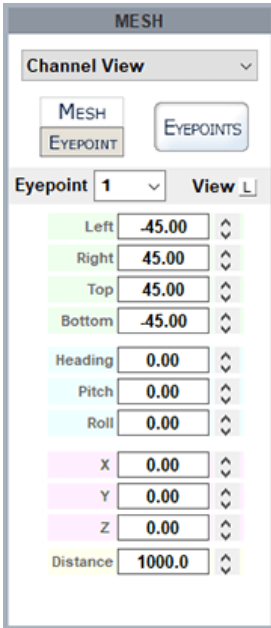 MESH
Channel View
MESH
EYEPOINT
EYEPOINTS
Eyepoint 1 View L
Left -45.00
Right 45.00
Top 45.00
Bottom -45.00
Heading 0.00
Pitch 0.00
Roll 0.00
X 0.00
Y 0.00
Z 0.00
Distance 1000.0